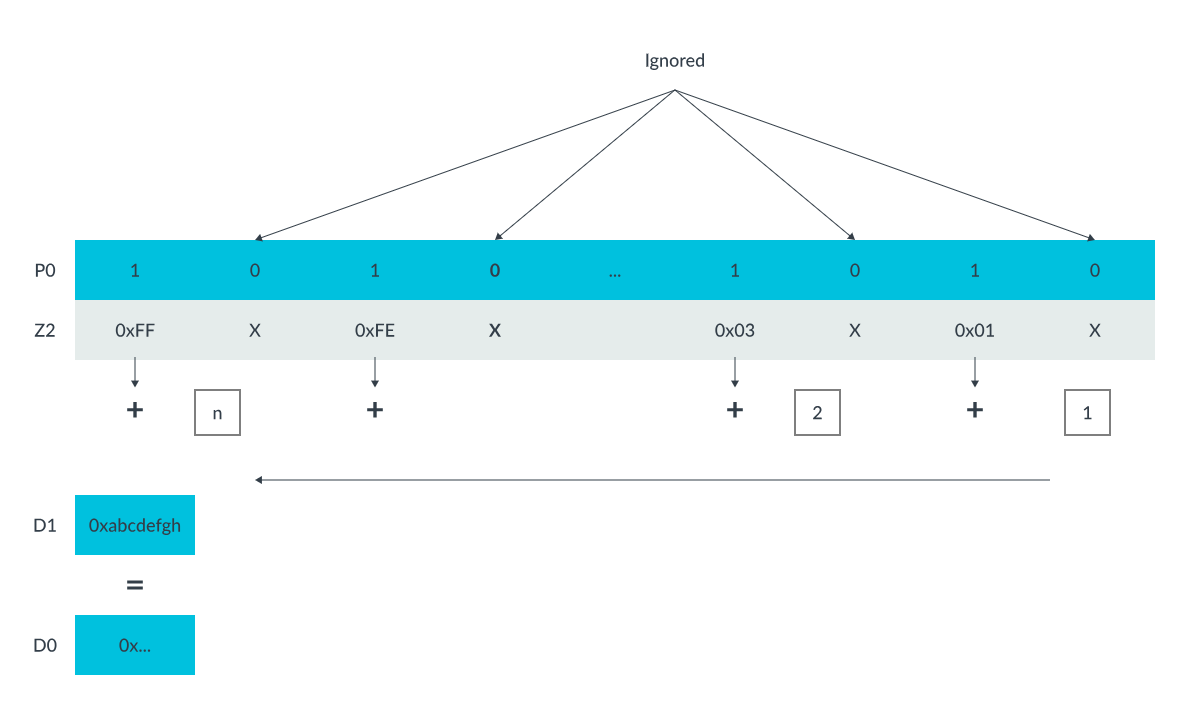 Ignored
P0 1 0 1 0 ... 1 0 1 0
Z2 0xFF X 0xFE X 0x03 X 0x01 X
+ n + + 2 + 1
D1 0xabcdefgh
=
D0 0x...